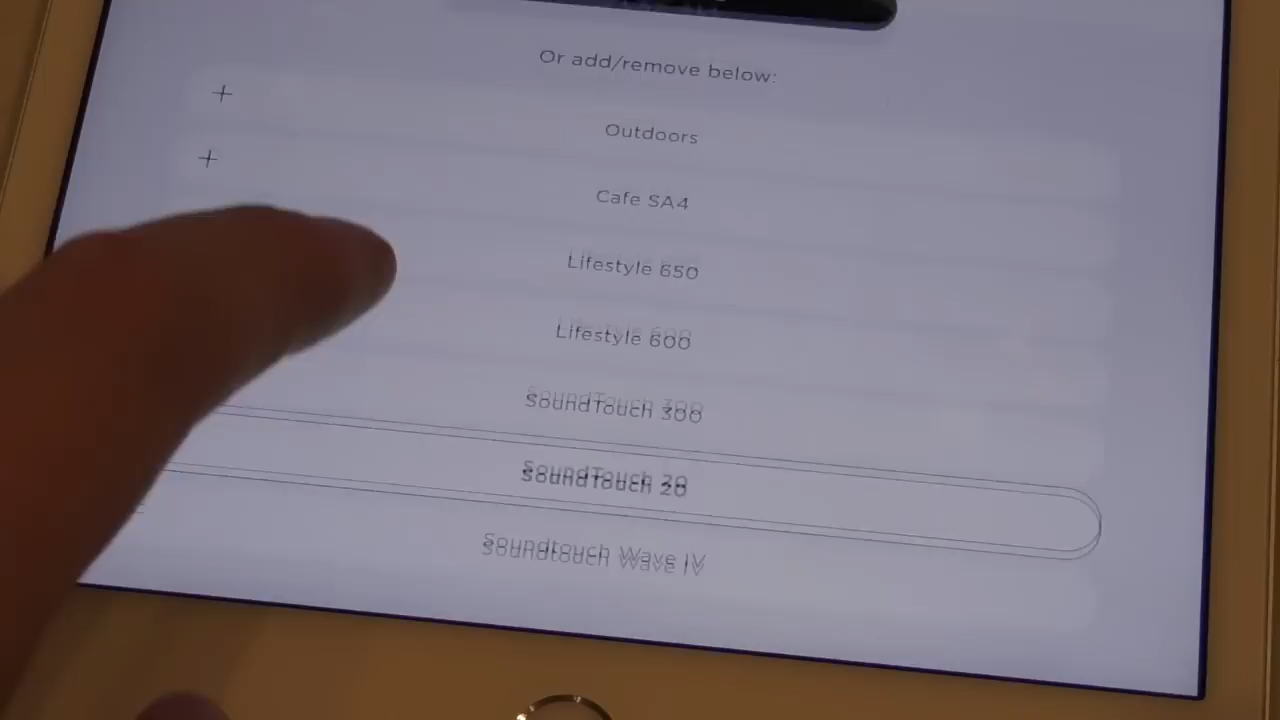 Or add/remove below:
+
Outdoors
+
Cafe SA4
Lifestyle 650
Lifestyle 600
SoundTouch 300
SoundTouch 20
Soundtouch Wave IV